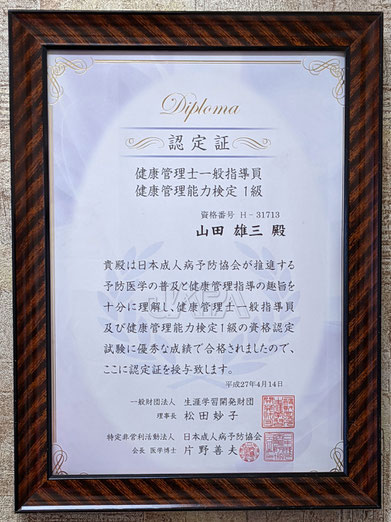 Diploma
認定証
健康管理士一般指導員
健康管理能力検定1級
資格番号 H-31713
山田 雄三 殿
貴殿は日本成人病予防協会が推進する
予防医学の普及と健康管理指導の趣旨を
十分に理解し、健康管理士一般指導員
及び健康管理能力検定1級の資格認定
試験に優秀な成績で合格されましたので、
ここに認定証を授与致します。
平成27年4月14日
一般財団法人 生涯学習開発財団
理事長 松田妙子
特定非営利活動法人 日本成人病予防協会
会長 医学博士 片野善夫